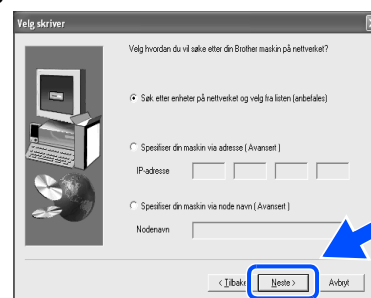 Velg skriver
Velg hvordan du vil søke etter din Brother maskin på nettverket?
Søk etter enheter på nettverket og velg fra listen (anbefales)
Spesifiser din maskin via adresse ( Avansert )
IP-adresse
Spesifiser din maskin via node navn ( Avansert )
Nodenavn
< Tilbake Neste > Avbryt